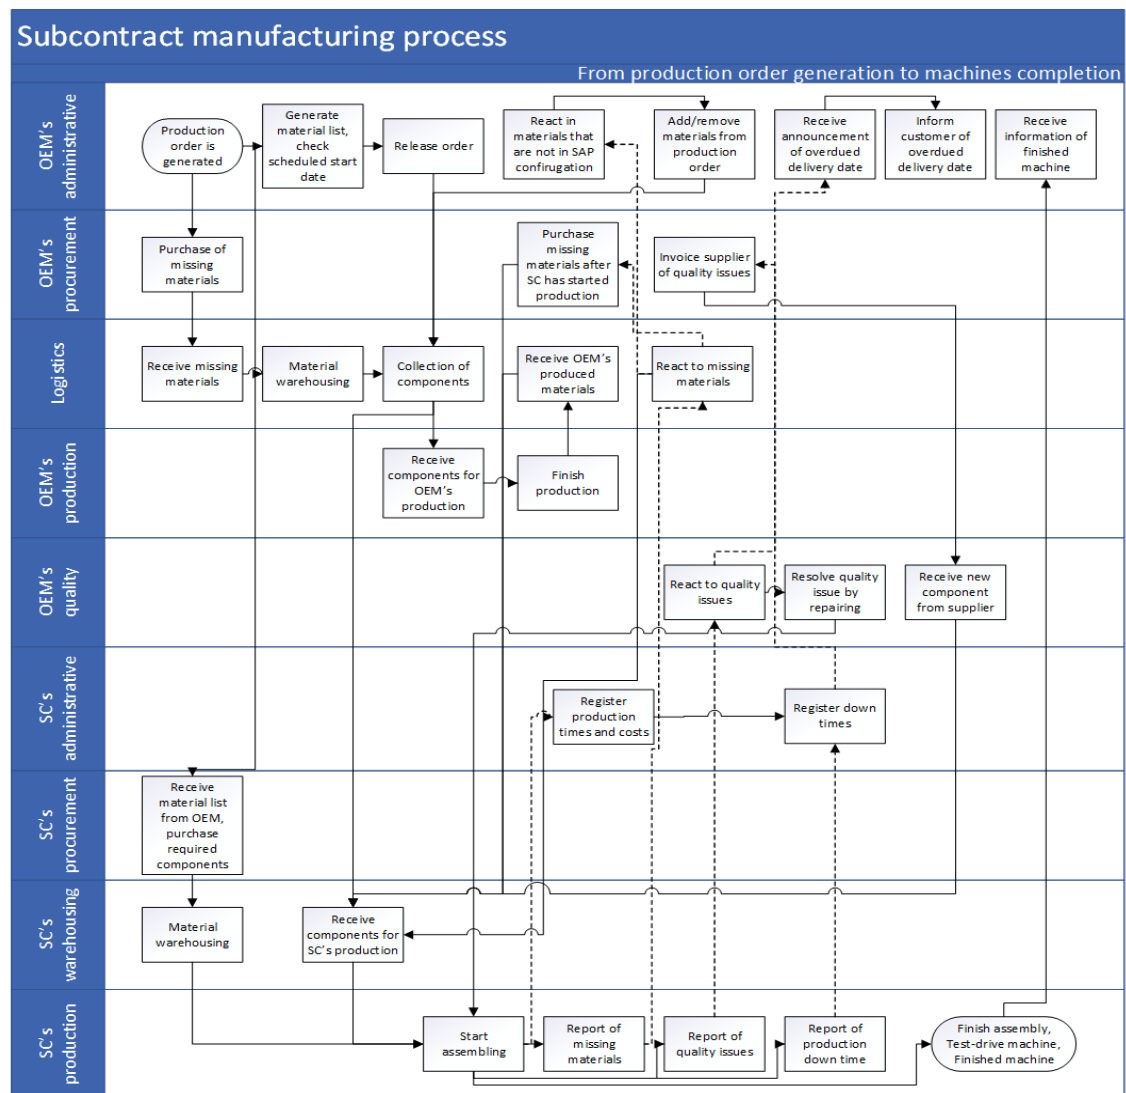 Subcontract manufacturing process
From production order generation to machines completion
OEM's
administrative
Production
order is
generated
Generate
material list,
check
scheduled start
date
Release order
React in
materials that
are not in SAP
confirugation
Add/remove
materials from
production
order
Receive
announcement
of overdued
delivery date
Inform
customer of
overdued
delivery date
Receive
information of
finished
machine
OEM's
procurement
Purchase of
missing
materials
Purchase
missing
materials after
SC has started
production
Invoice supplier
of quality issues
Logistics
Receive missing
materials
Material
warehousing
Collection of
components
Receive OEM's
produced
materials
React to missing
materials
OEM's
production
Receive
components for
OEM's
production
Finish
production
OEM's
quality
React to quality
issues
Resolve quality
issue by
repairing
Receive new
component
from supplier
SC's
administrative
Register
production
times and costs
Register down
times
SC's
procurement
Receive
material list
from OEM,
purchase
required
components
SC's
warehousing
Material
warehousing
Receive
components for
SC's production
SC's
production
Start
assembling
Report of
missing
materials
Report of
quality issues
Report of
production
down time
Finish assembly,
Test-drive machine,
Finished machine